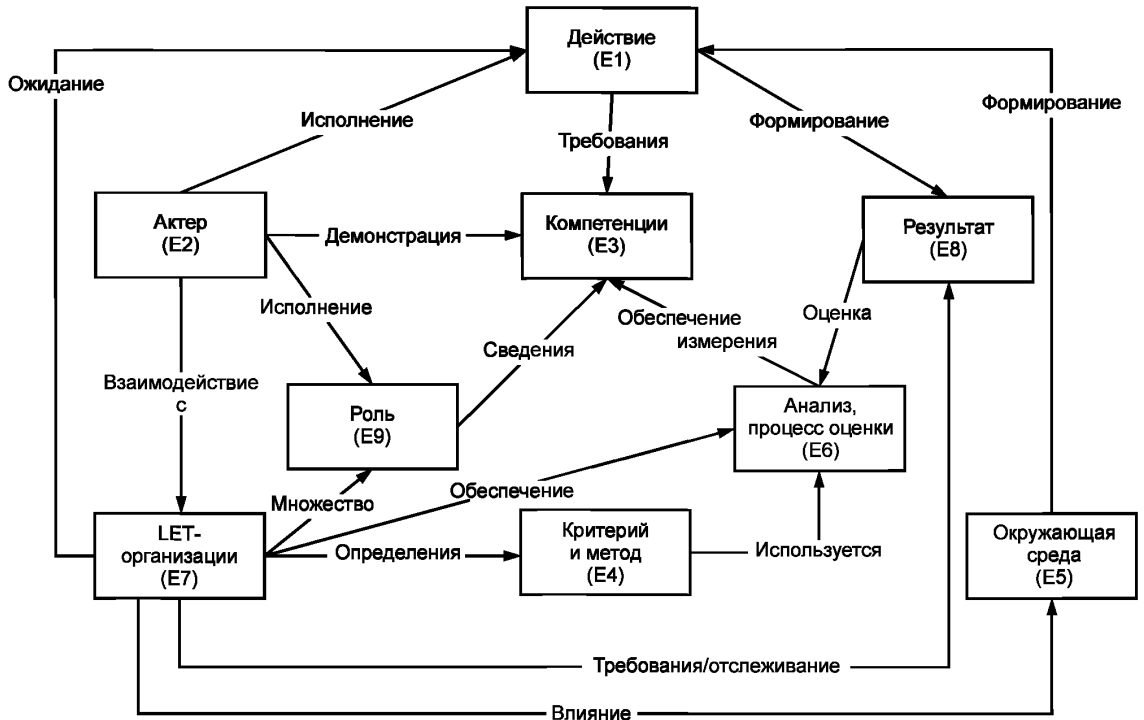 Действие
(E1)
Ожидание
Формирование
Исполнение
Формирование
Требования
Актер
(E2)
Демонстрация
Компетенции
(E3)
Результат
(E8)
Исполнение
Обеспечение
измерения
Оценка
Сведения
Взаимодействие
с
Роль
(E9)
Анализ,
процесс оценки
(E6)
Множество
Обеспечение
LET-
организации
(E7)
Определения
Критерий
и метод
(E4)
Используется
Окружающая
среда
(E5)
Требования/отслеживание
Влияние